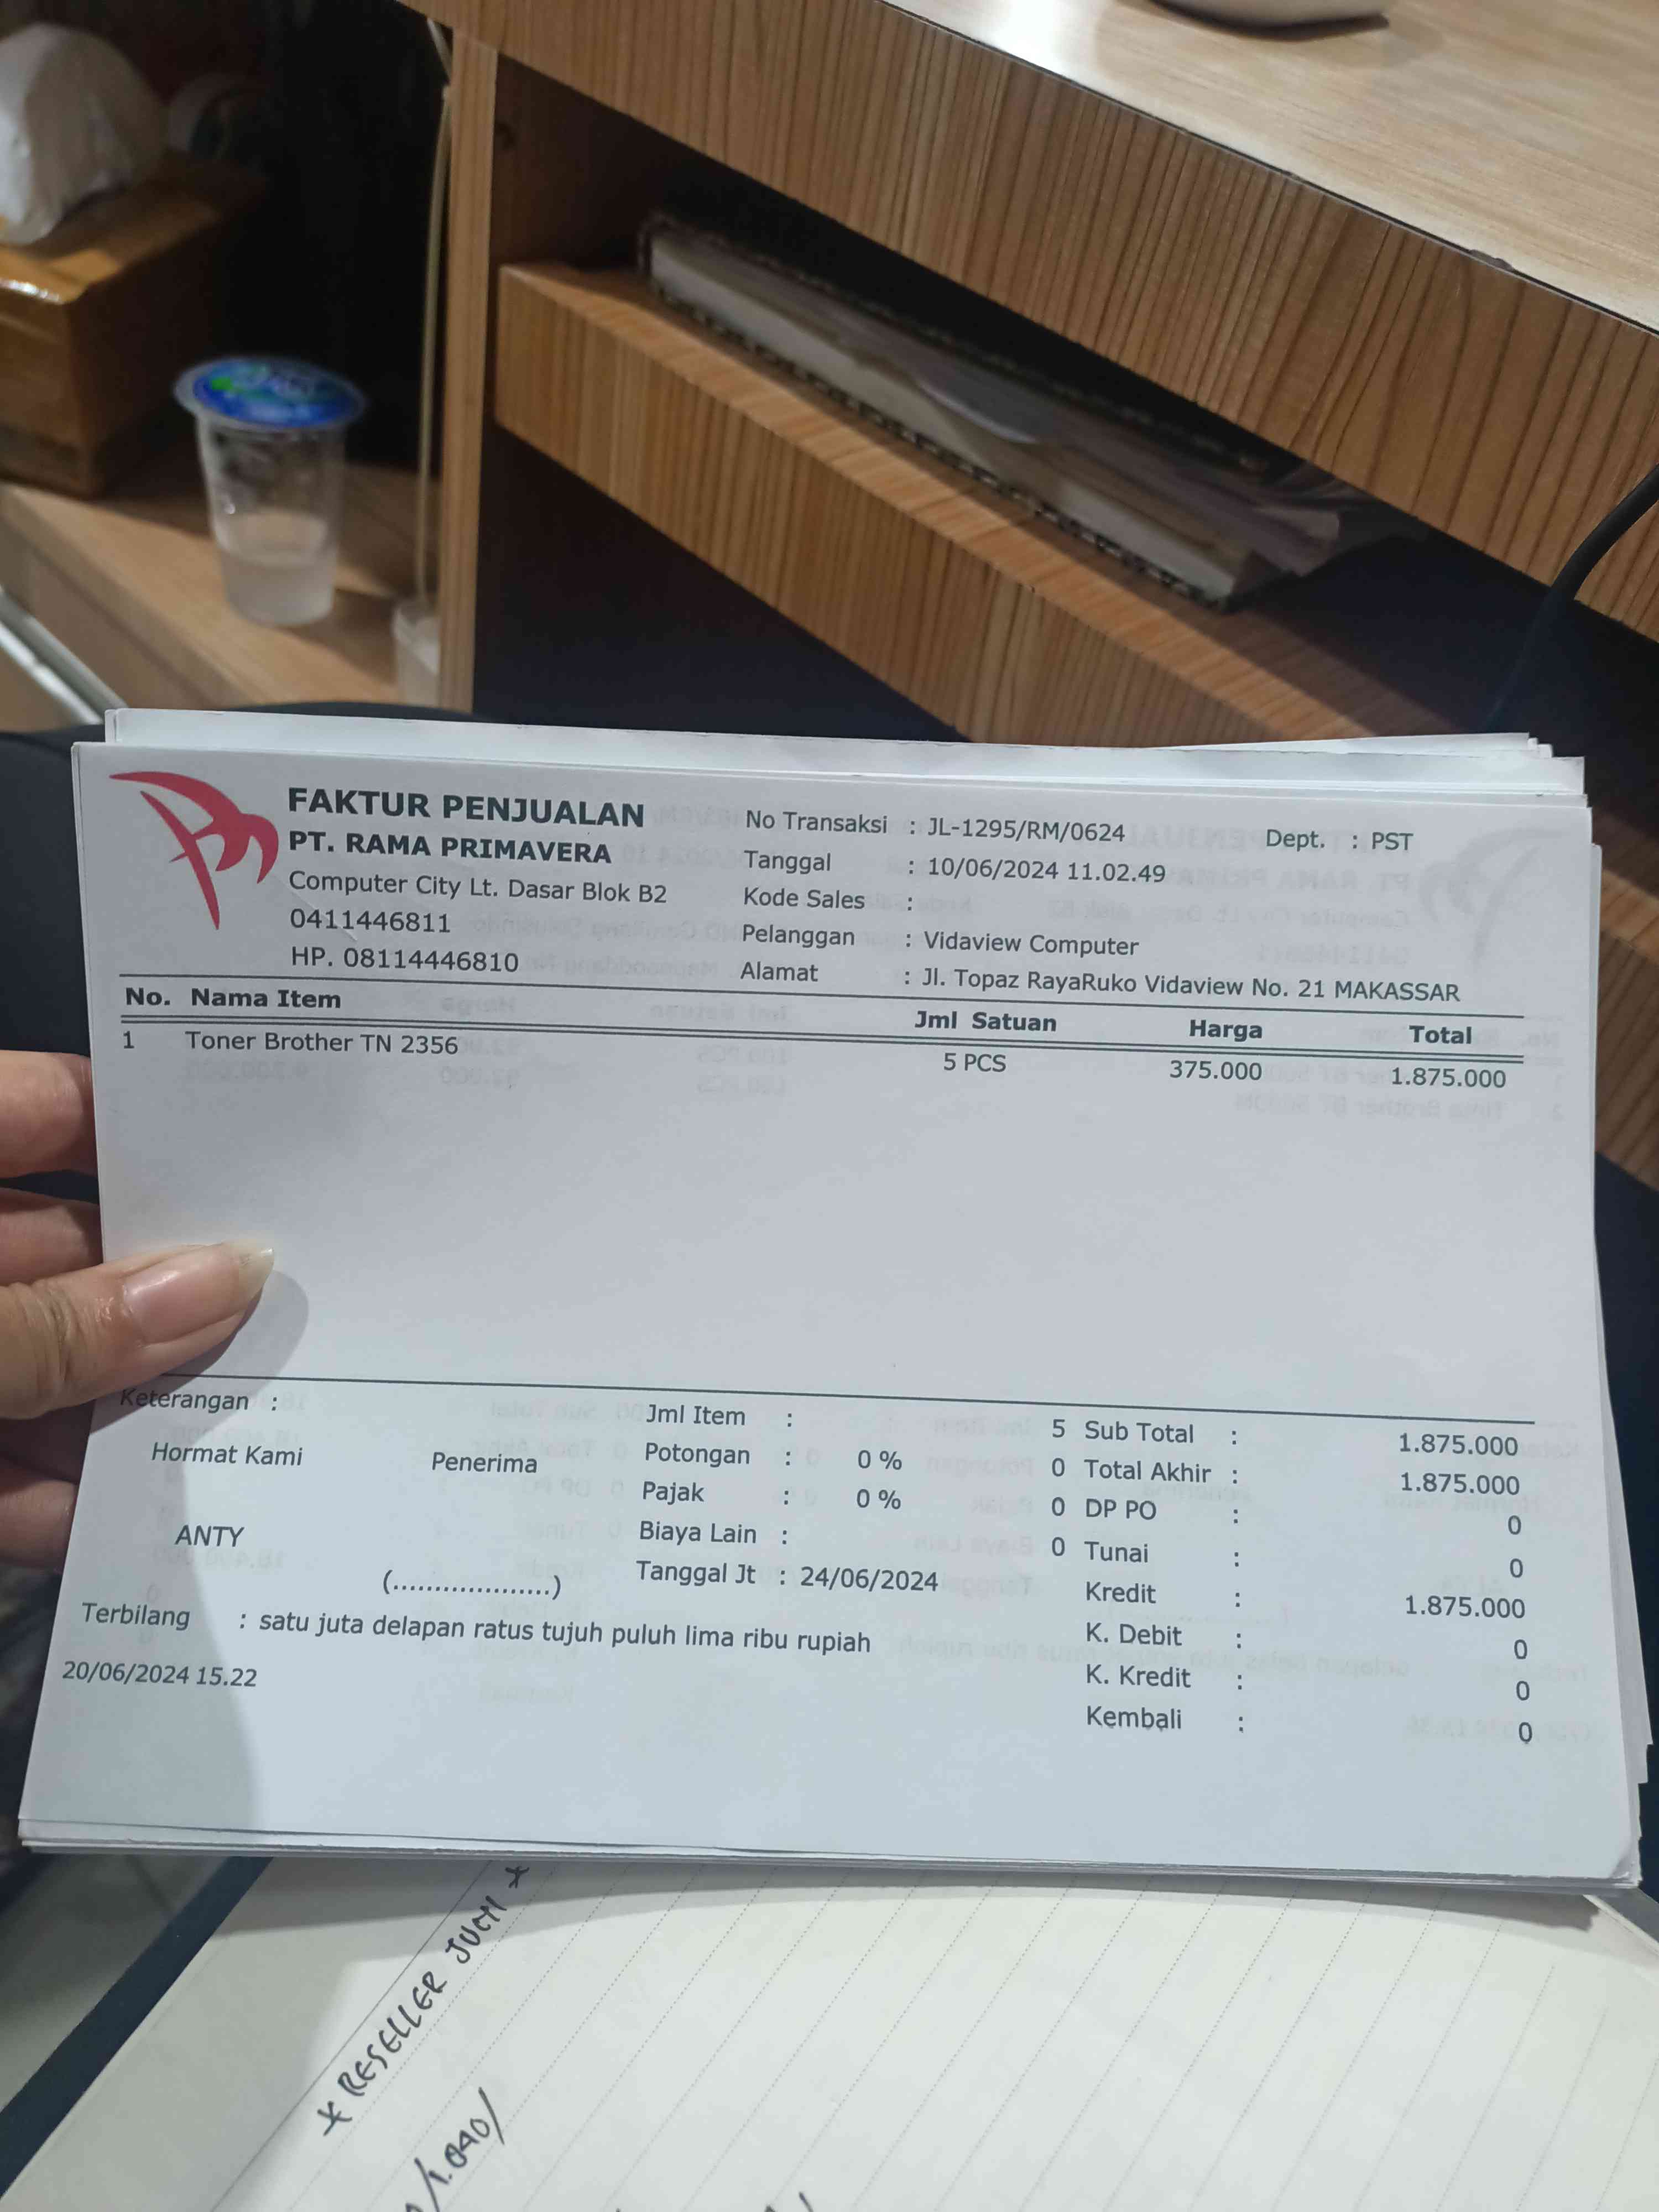 FAKTUR PENJUALAN
PT. RAMA PRIMAVERA
Computer City Lt. Dasar Blok B2
0411446811
HP. 08114446810
No Transaksi : JL-1295/RM/0624
Dept. : PST
Tanggal : 10/06/2024 11.02.49
Kode Sales :
Pelanggan : Vidaview Computer
Alamat : Jl. Topaz RayaRuko Vidaview No. 21 MAKASSAR
No. Nama Item Jml Satuan Harga Total
1 Toner Brother TN 2356 5 PCS 375.000 1.875.000
Keterangan :
Hormat Kami
Penerima
ANTY
(...................)
Jml Item : 5
Potongan : 0 % 0
Pajak : 0 % 0
Biaya Lain : 0
Tanggal Jt : 24/06/2024
Sub Total : 1.875.000
Total Akhir : 1.875.000
DP PO : 0
Tunai : 0
Kredit : 1.875.000
K. Debit : 0
K. Kredit : 0
Kembali : 0
Terbilang : satu juta delapan ratus tujuh puluh lima ribu rupiah
20/06/2024 15.22
* RESELLER *